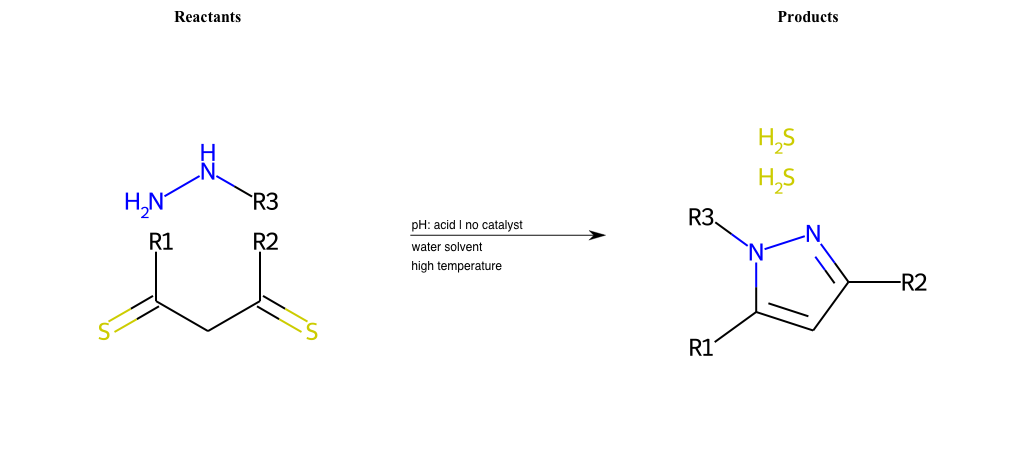 Reactants
Products
H
N
H2N
R3
R1
R2
S
S
pH: acid | no catalyst
water solvent
high temperature
H2S
H2S
R3
N
N
R2
R1